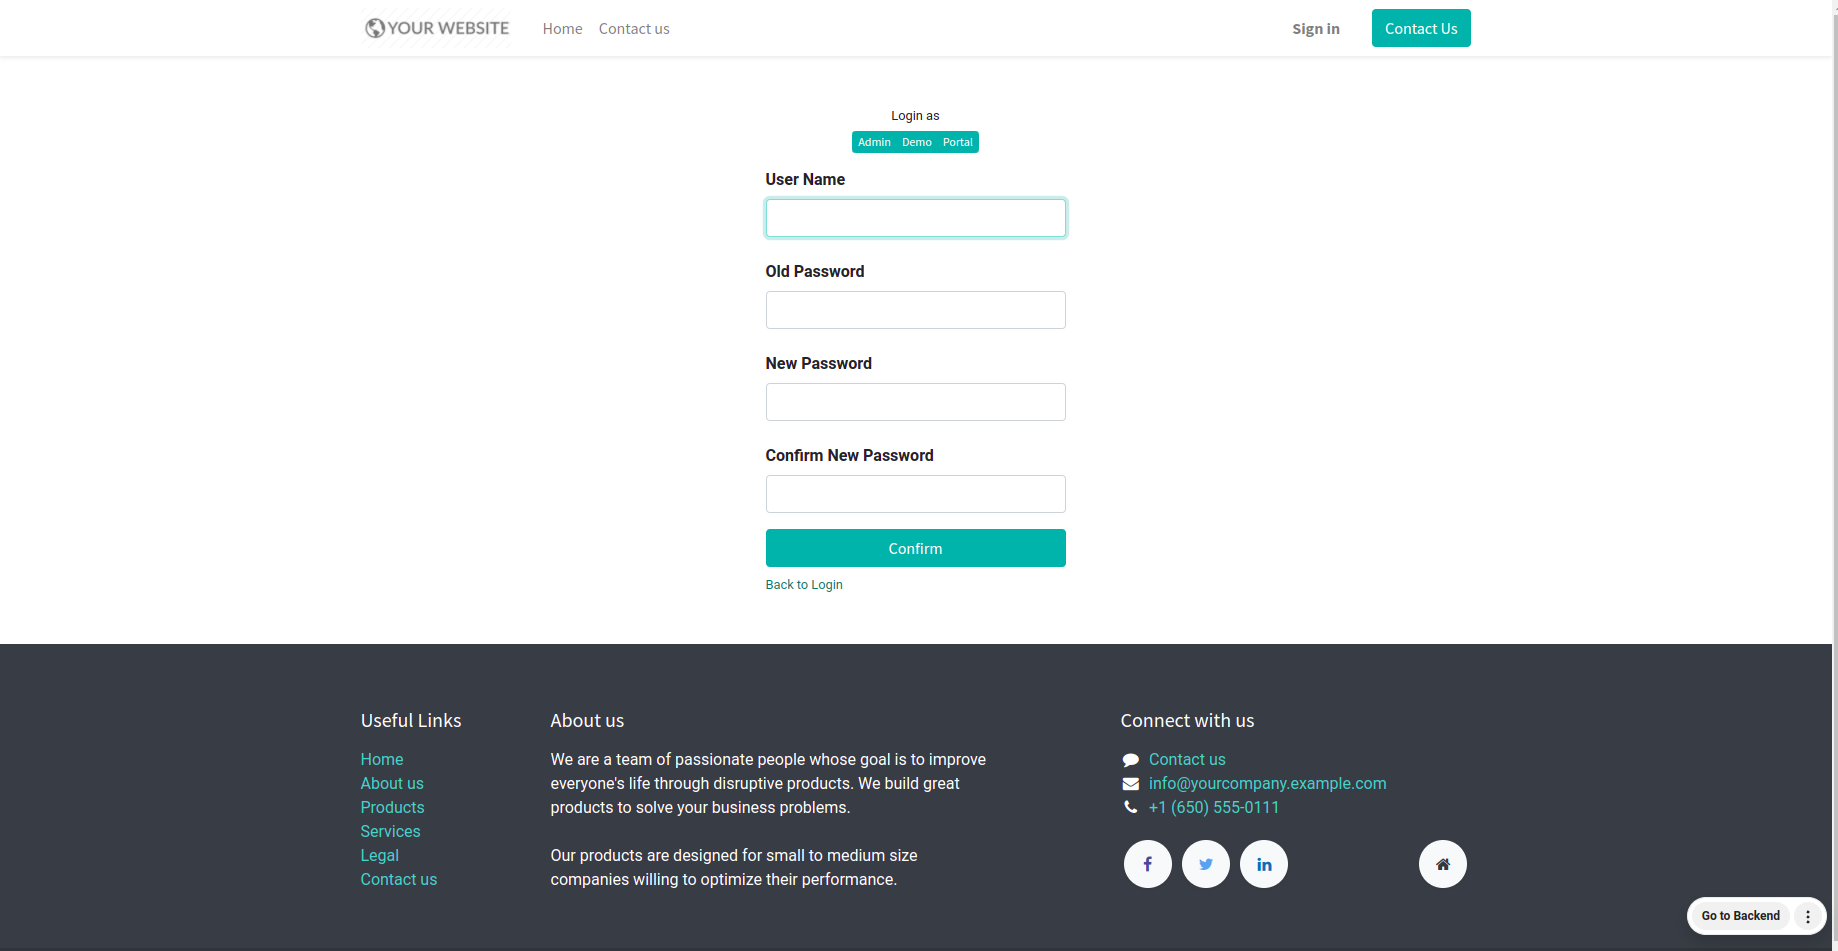 YOUR WEBSITE
Home
Contact us
Sign in
Contact Us
Login as
Admin Demo Portal
User Name
Old Password
New Password
Confirm New Password
Confirm
Back to Login
Useful Links
Home
About us
Products
Services
Legal
Contact us
About us
We are a team of passionate people whose goal is to improve
everyone's life through disruptive products. We build great
products to solve your business problems.
Our products are designed for small to medium size
companies willing to optimize their performance.
Connect with us
Contact us
info@yourcompany.example.com
+1 (650) 555-0111
Go to Backend